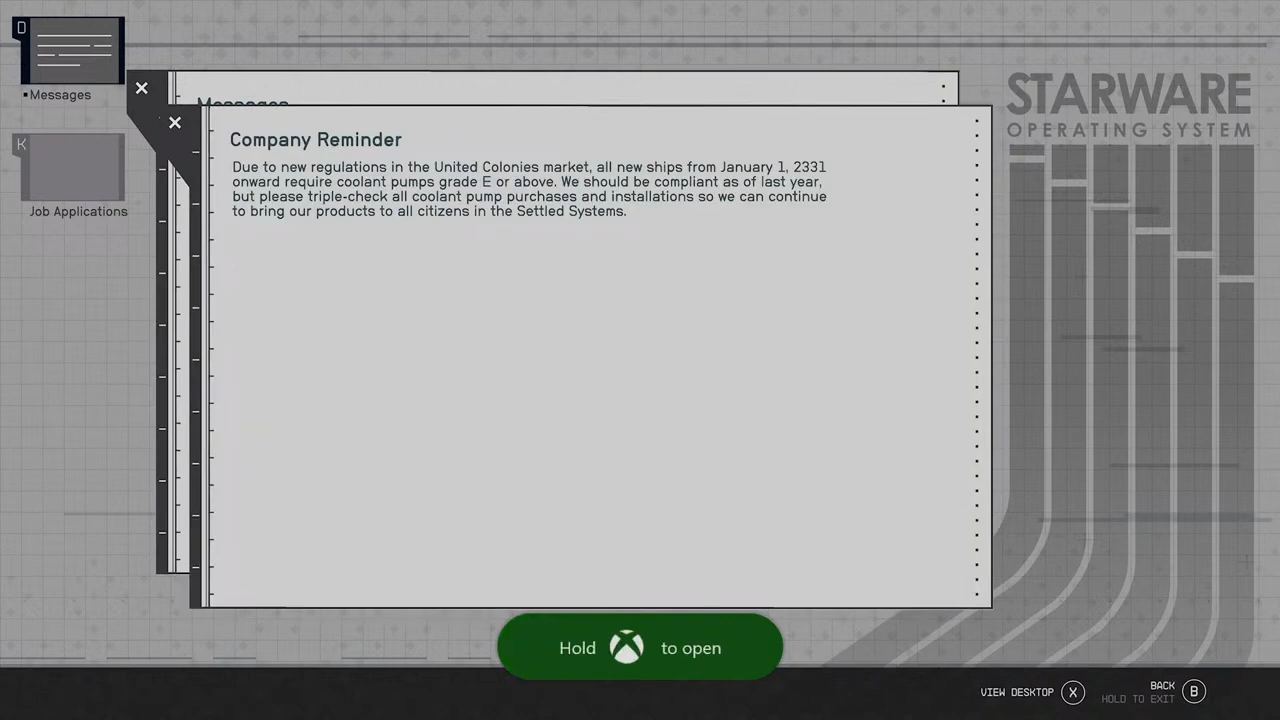 D
Messages
K
Job Applications
Messages
Company Reminder
Due to new regulations in the United Colonies market, all new ships from January 1, 2331
onward require coolant pumps grade E or above. We should be compliant as of last year,
but please triple-check all coolant pump purchases and installations so we can continue
to bring our products to all citizens in the Settled Systems.
STARWARE
OPERATING SYSTEM
Hold to open
VIEW DESKTOP X
BACK
HOLD TO EXIT B